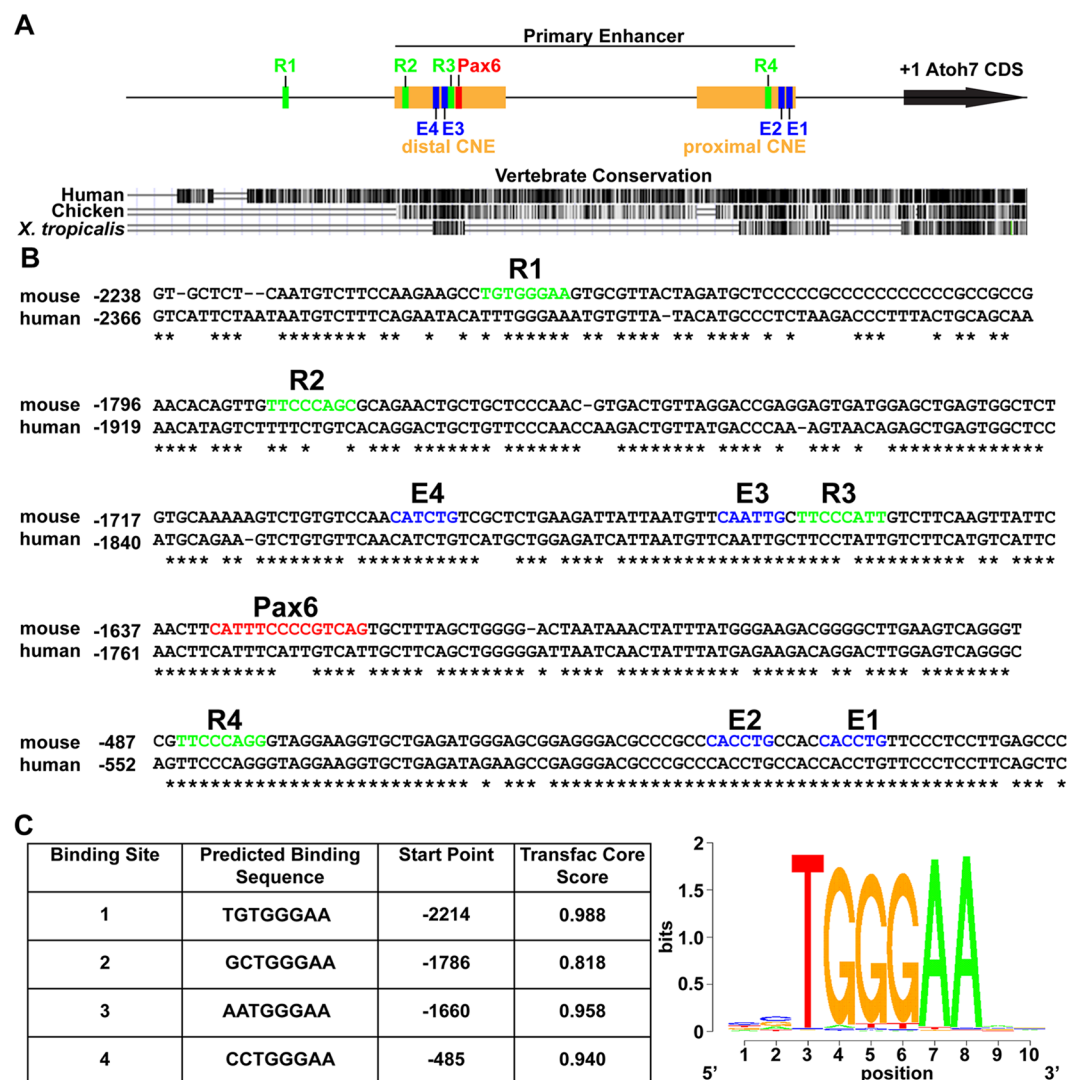 A
Primary Enhancer
R1 R2 R3 Pax6 R4 +1 Atoh7 CDS
E4 E3 E2 E1
distal CNE proximal CNE
Vertebrate Conservation
Human
Chicken
X. tropicalis
B
R1
mouse -2238 GT-GCTCT--CAATGTCTTCCAAGAAGCCTGTGGGAAGTGCGTTACTAGATGCTCCCCCGCCCCCCCCCCCGCCGCCG
human -2366 GTCATTCTAATAATGTCTTTCAGAATACATTTGGGAAATGTGTTA-TACATGCCCTCTAAGACCCTTTACTGCAGCAA
** *** ******** ** * * * ****** ** **** ** **** * * *** * ** **
R2
mouse -1796 AACACAGTTGTTCCCAGCGCAGAACTGCTGCTCCCAAC-GTGACTGTTAGGACCGAGGAGTGATGGAGCTGAGTGGCTCT
human -1919 AACATAGTCTTTTCTGTCACAGGACTGCTGTTCCCAACCAAGACTGTTATGACCCAA-AGTAACAGAGCTGAGTGGCTCC
**** *** ** * * *** ******* ******* ******** **** * *** * **************
E4 E3 R3
mouse -1717 GTGCAAAAAGTCTGTGTCCAACATCTGTCGCTCTGAAGATTATTAATGTTCAATTGCTTCCCATTGTCTTCAAGTTATTC
human -1840 ATGCAGAA-GTCTGTGTTCAACATCTGTCATGCTGGAGATCATTAATGTTCAATTGCTTCCTATTGTCTTCATGTCATTC
**** ** ******** *********** *** **** ******************** ********** ** ****
Pax6
mouse -1637 AACTTCATTTCCCCGTCAGTGCTTTAGCTGGGG-ACTAATAAACTATTTATGGGAAGACGGGGCTTGAAGTCAGGGT
human -1761 AACTTCATTTCATTGTCATTGCTTCAGCTGGGGGATTAATCAACTATTTATGAGAAGACAGGACTTGGAGTCAGGGC
*********** **** ***** ******** * **** *********** ****** ** **** ********
R4 E2 E1
mouse -487 CGTTCCCAGGGTAGGAAGGTGCTGAGATGGGAGCGGAGGGACGCCCGCCCACCTGCCACCACCTGTTCCCTCCTTGAGCCC
human -552 AGTTCCCAGGGTAGGAAGGTGCTGAGATAGAAGCCGAGGGACGCCCGCCCACCTGCCACCACCTGTTCCCTCCTTCAGCTC
*************************** * *** **************************************** *** *
C
Binding Site Predicted Binding Sequence Start Point Transfac Core Score
1 TGTGGGAA -2214 0.988
2 GCTGGGAA -1786 0.818
3 AATGGGAA -1660 0.958
4 CCTGGGAA -485 0.940
2
1.5
1.0
0.5
0
bits
TGGGAA
1 2 3 4 5 6 7 8 9 10
5’ position 3’